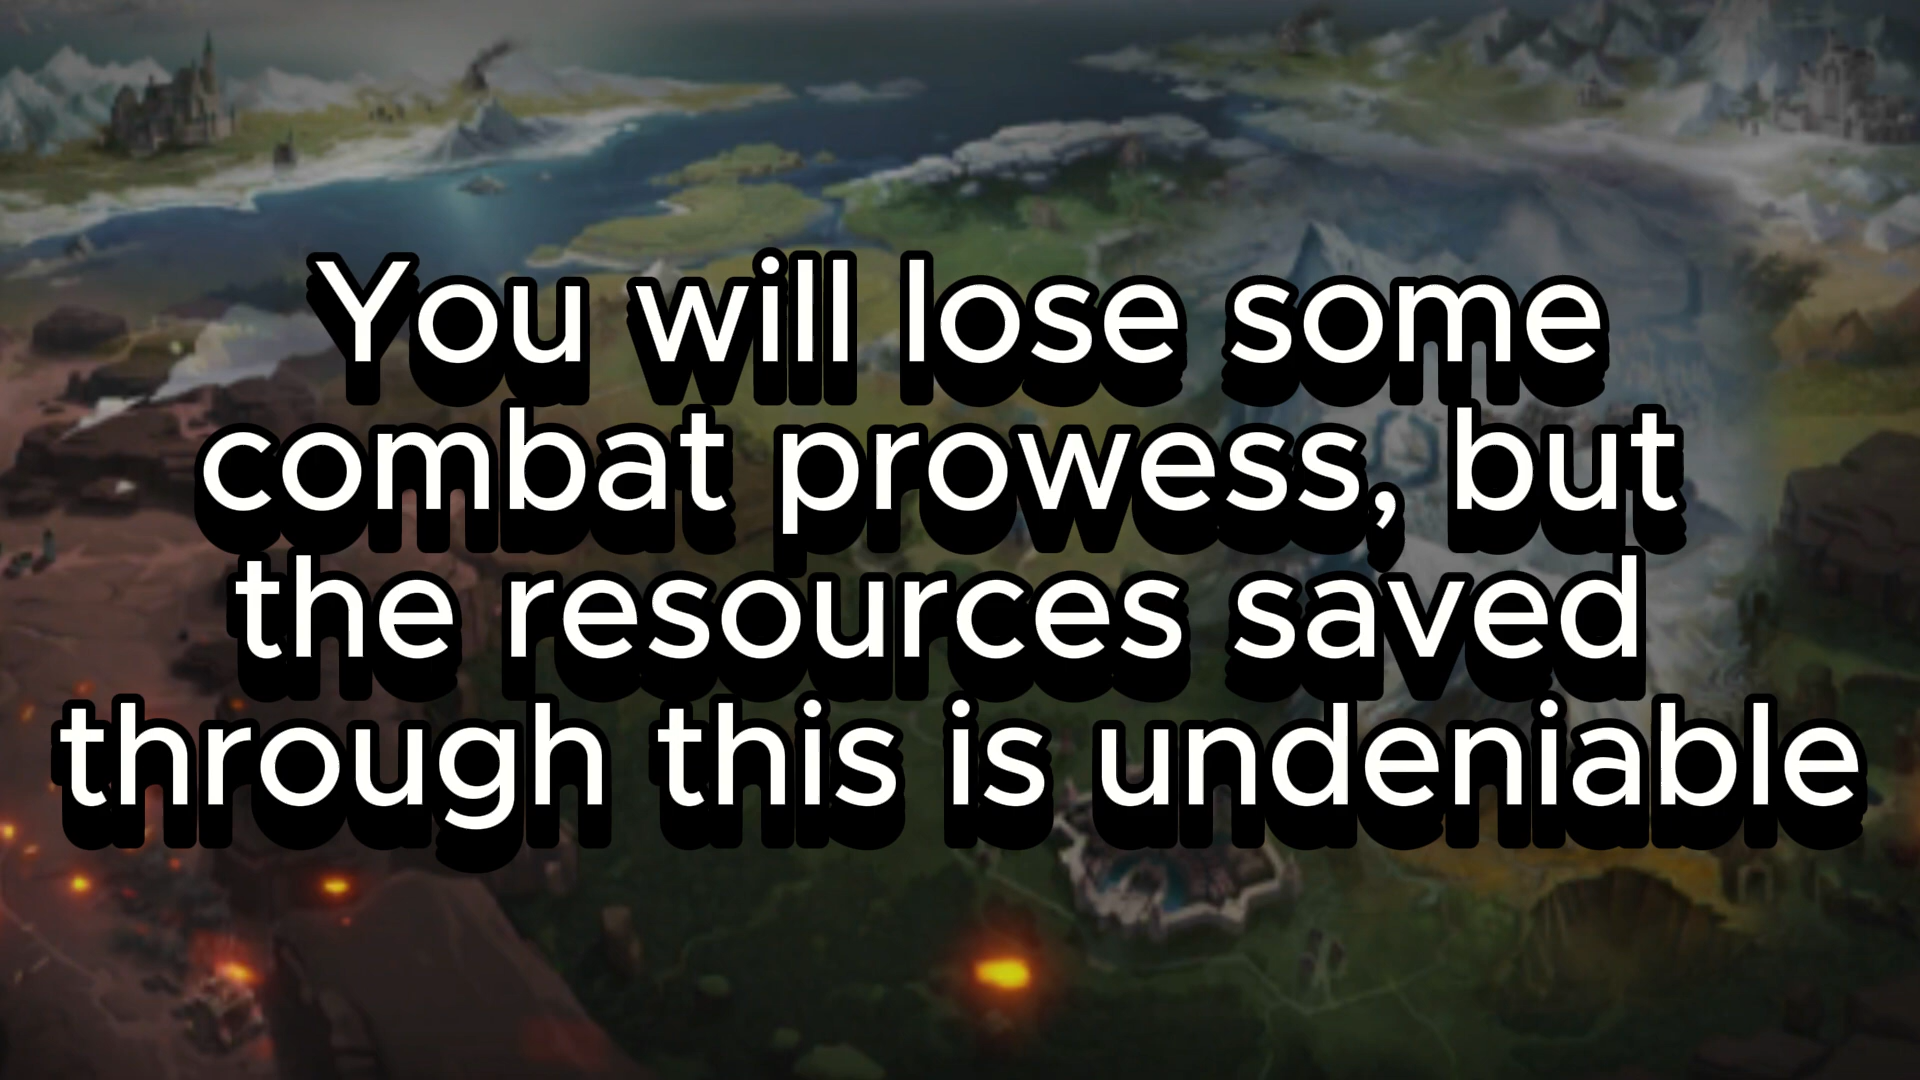 You will lose some
combat prowess, but
the resources saved
through this is undeniable